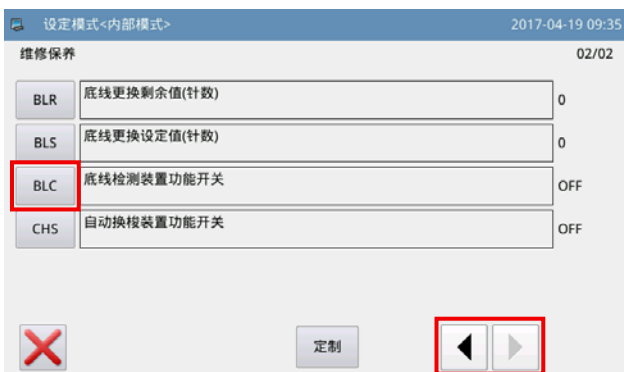 设定模式<内部模式> 2017-04-19 09:35
维修保养 02/02
BLR 底线更换剩余值(针数) 0
BLS 底线更换设定值(针数) 0
BLC 底线检测装置功能开关 OFF
CHS 自动换梭装置功能开关 OFF
定制